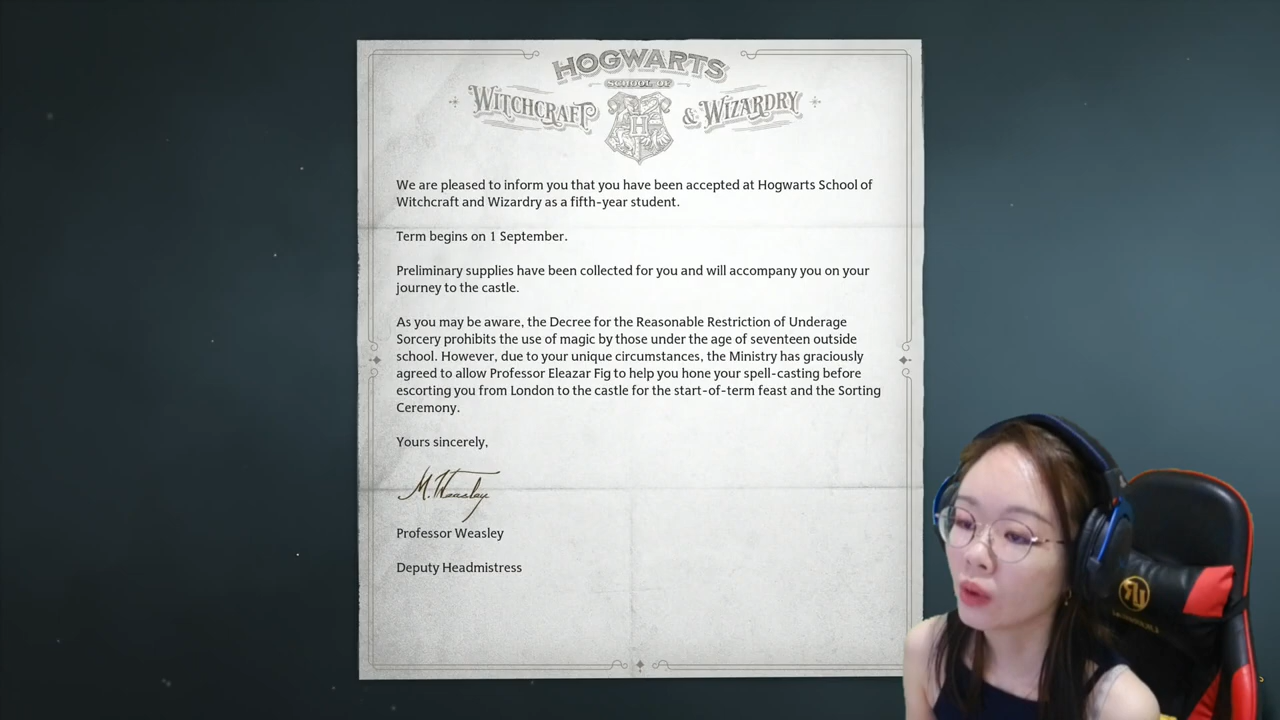 HOGWARTS
SCHOOL OF
WITCHCRAFT & WIZARDRY
H
We are pleased to inform you that you have been accepted at Hogwarts School of
Witchcraft and Wizardry as a fifth-year student.
Term begins on 1 September.
Preliminary supplies have been collected for you and will accompany you on your
journey to the castle.
As you may be aware, the Decree for the Reasonable Restriction of Underage
Sorcery prohibits the use of magic by those under the age of seventeen outside
school. However, due to your unique circumstances, the Ministry has graciously
agreed to allow Professor Eleazar Fig to help you hone your spell-casting before
escorting you from London to the castle for the start-of-term feast and the Sorting
Ceremony.
Yours sincerely,
M. Weasley
Professor Weasley
Deputy Headmistress